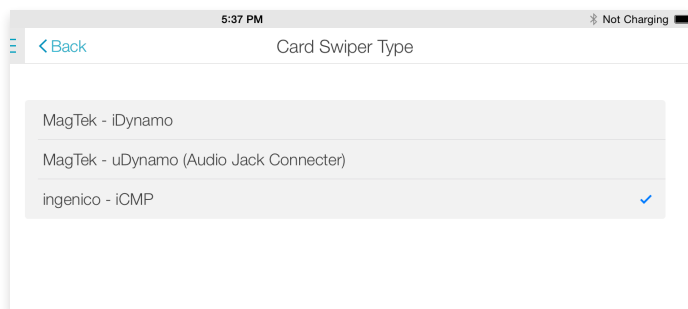 5:37 PM
Not Charging
Back
Card Swiper Type
MagTek - iDynamo
MagTek - uDynamo (Audio Jack Connecter)
ingenico - iCMP